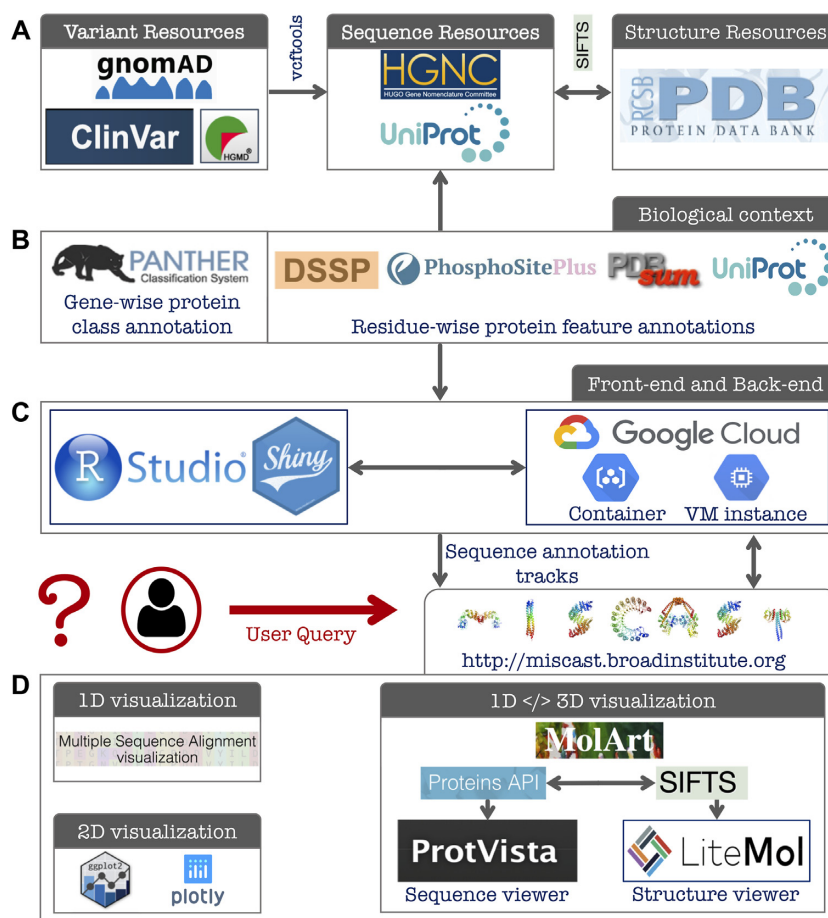 A
Variant Resources
gnomAD
ClinVar
HGMD®
vcftools
Sequence Resources
HGNC
HUGO Gene Nomenclature Committee
UniProt
SIFTS
Structure Resources
RCSB
PDB
PROTEIN DATA BANK
Biological context
B
PANTHER
Classification System
Gene-wise protein
class annotation
DSSP
PhosphoSitePlus
PDBsum
UniProt
Residue-wise protein feature annotations
Front-end and Back-end
C
R Studio®
Shiny
Google Cloud
Container
VM instance
Sequence annotation
tracks
?
User Query
MISCAST
http://miscast.broadinstitute.org
D
1D visualization
Multiple Sequence Alignment
visualization
2D visualization
ggplot2
plotly
1D </> 3D visualization
MolArt
Proteins API
SIFTS
ProtVista
LiteMol
Sequence viewer
Structure viewer